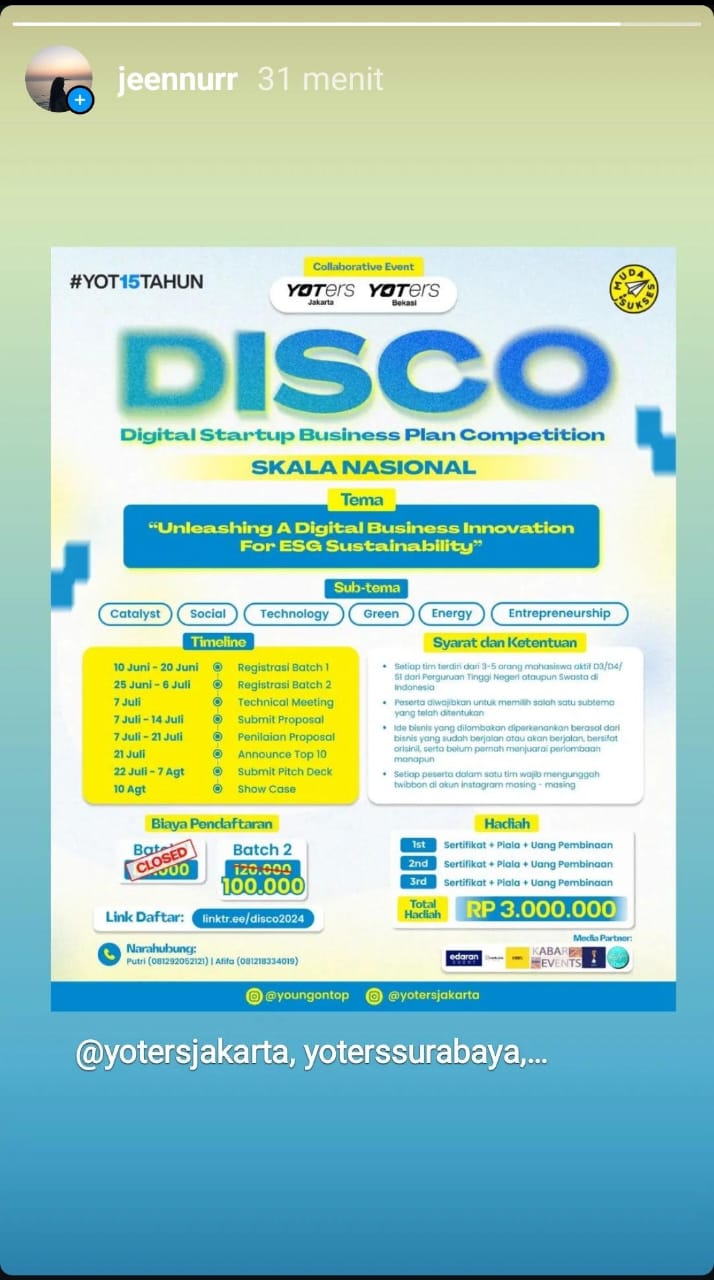 jeennurr 31 menit
#YOT15TAHUN
Collaborative Event
YOTers
Jakarta
YOTers
Bekasi
MUDA SUKSES
DISCO
Digital Startup Business Plan Competition
SKALA NASIONAL
Tema
“Unleashing A Digital Business Innovation
For ESG Sustainability”
Sub-tema
Catalyst Social Technology Green Energy Entrepreneurship
Timeline
10 Juni - 20 Juni Registrasi Batch 1
25 Juni - 6 Juli Registrasi Batch 2
7 Juli Technical Meeting
7 Juli - 14 Juli Submit Proposal
7 Juli - 21 Juli Penilaian Proposal
21 Juli Announce Top 10
22 Juli - 7 Agt Submit Pitch Deck
10 Agt Show Case
Syarat dan Ketentuan
• Setiap tim terdiri dari 3-5 orang mahasiswa aktif D3/D4/
S1 dari Perguruan Tinggi Negeri ataupun Swasta di
Indonesia
• Peserta diwajibkan untuk memilih salah satu subtema
yang telah ditentukan
• Ide bisnis yang dilombakan diperkenankan berasal dari
bisnis yang sudah berjalan atau akan berjalan, bersifat
orisinil, serta belum pernah menjuarai perlombaan
manapun
• Setiap peserta dalam satu tim wajib mengunggah
twibbon di akun instagram masing - masing
Biaya Pendaftaran
CLOSED
Batch 2
120.000
100.000
Link Daftar: linktr.ee/disco2024
Narahubung:
Putri (081292052121) | Afifa (081218334019)
Hadiah
1st Sertifikat + Piala + Uang Pembinaan
2nd Sertifikat + Piala + Uang Pembinaan
3rd Sertifikat + Piala + Uang Pembinaan
Total
Hadiah
RP 3.000.000
Media Partner:
edaran
KABAR
EVENTS
@youngontop @yotersjakarta
@yotersjakarta, yoterssurabaya,...